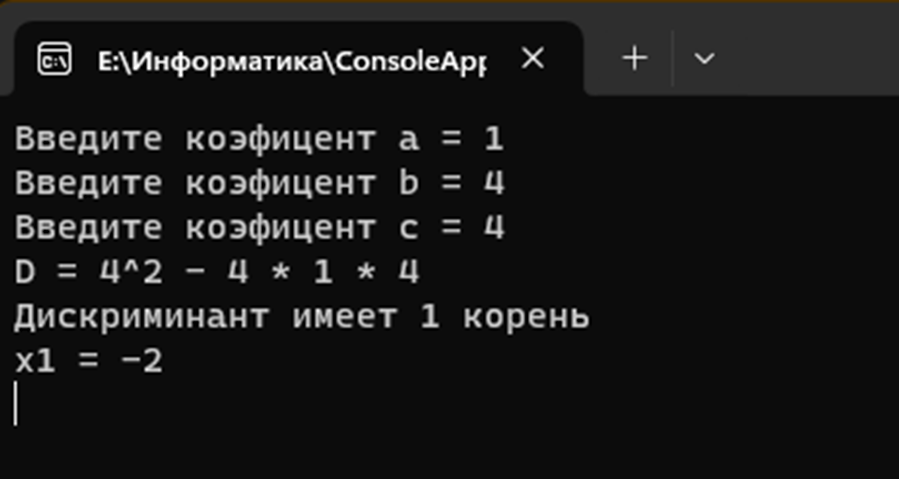 E:\Информатика\ConsoleApp
Введите коэфицент a = 1
Введите коэфицент b = 4
Введите коэфицент c = 4
D = 4^2 - 4 * 1 * 4
Дискриминант имеет 1 корень
x1 = -2